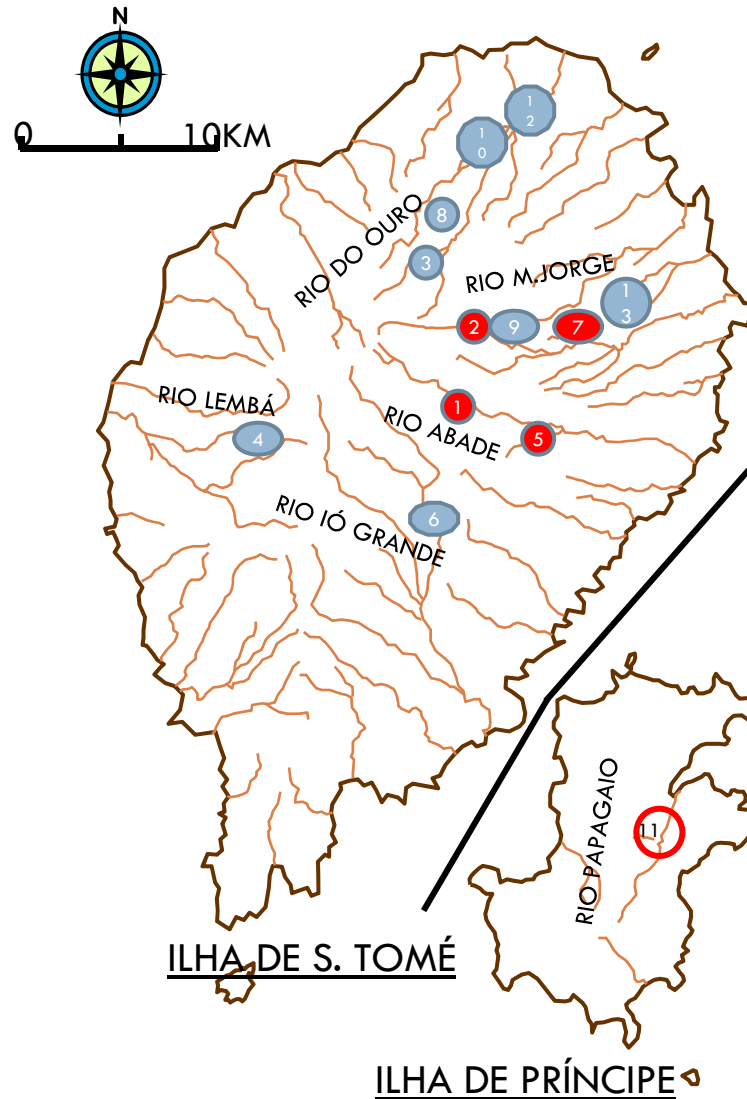 N
0 10KM
12
10
8
RIO DO OURO
3
RIO M.JORGE
13
2
9
7
RIO LEMBÁ
1
RIO ABADE
4
5
RIO IÓ GRANDE
6
RIO PAPAGAIO
11
ILHA DE S. TOMÉ
ILHA DE PRÍNCIPE